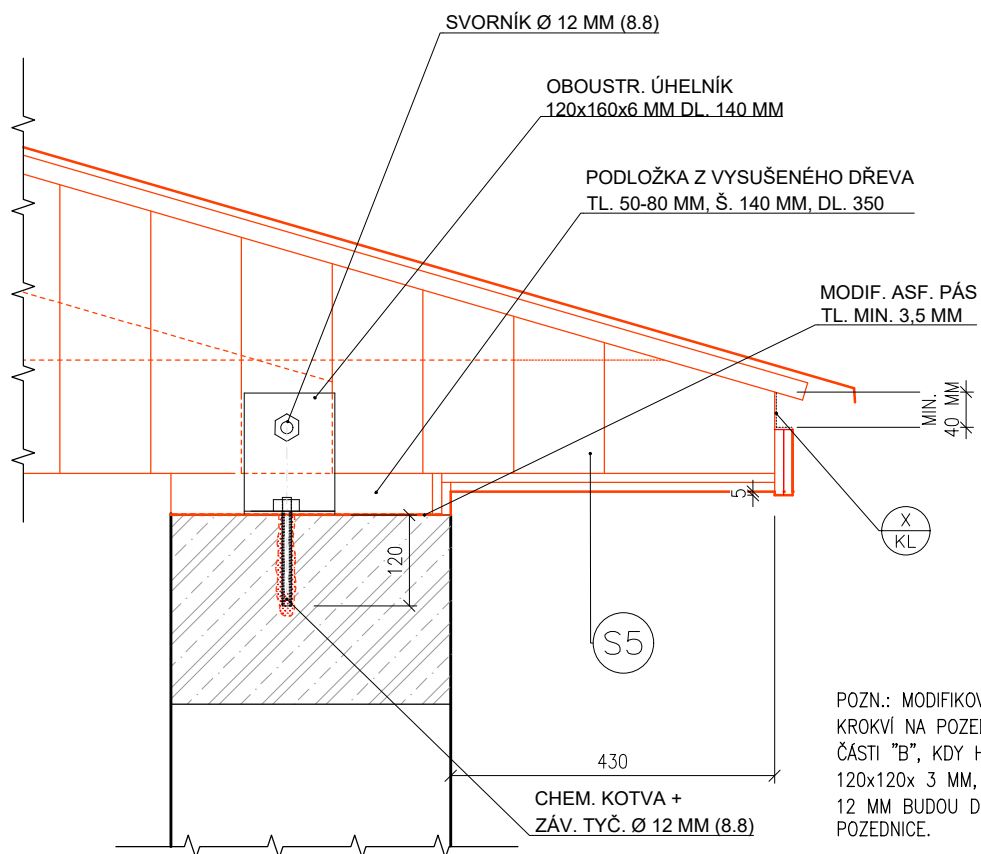 SVORNÍK Ø 12 MM (8.8)
OBOUSTR. ÚHELNÍK
120x160x6 MM DL. 140 MM
PODLOŽKA Z VYSUŠENÉHO DŘEVA
TL. 50-80 MM, Š. 140 MM, DL. 350
MODIF. ASF. PÁS
TL. MIN. 3,5 MM
MIN.
40 MM
5
X
KL
120
S5
430
CHEM. KOTVA +
ZÁV. TYČ. Ø 12 MM (8.8)
POZN.:
KROKVÍ NA
ČÁSTI "B", KDY
120x120x 3 MM,
12 MM BUDOU
POZEDNICE.